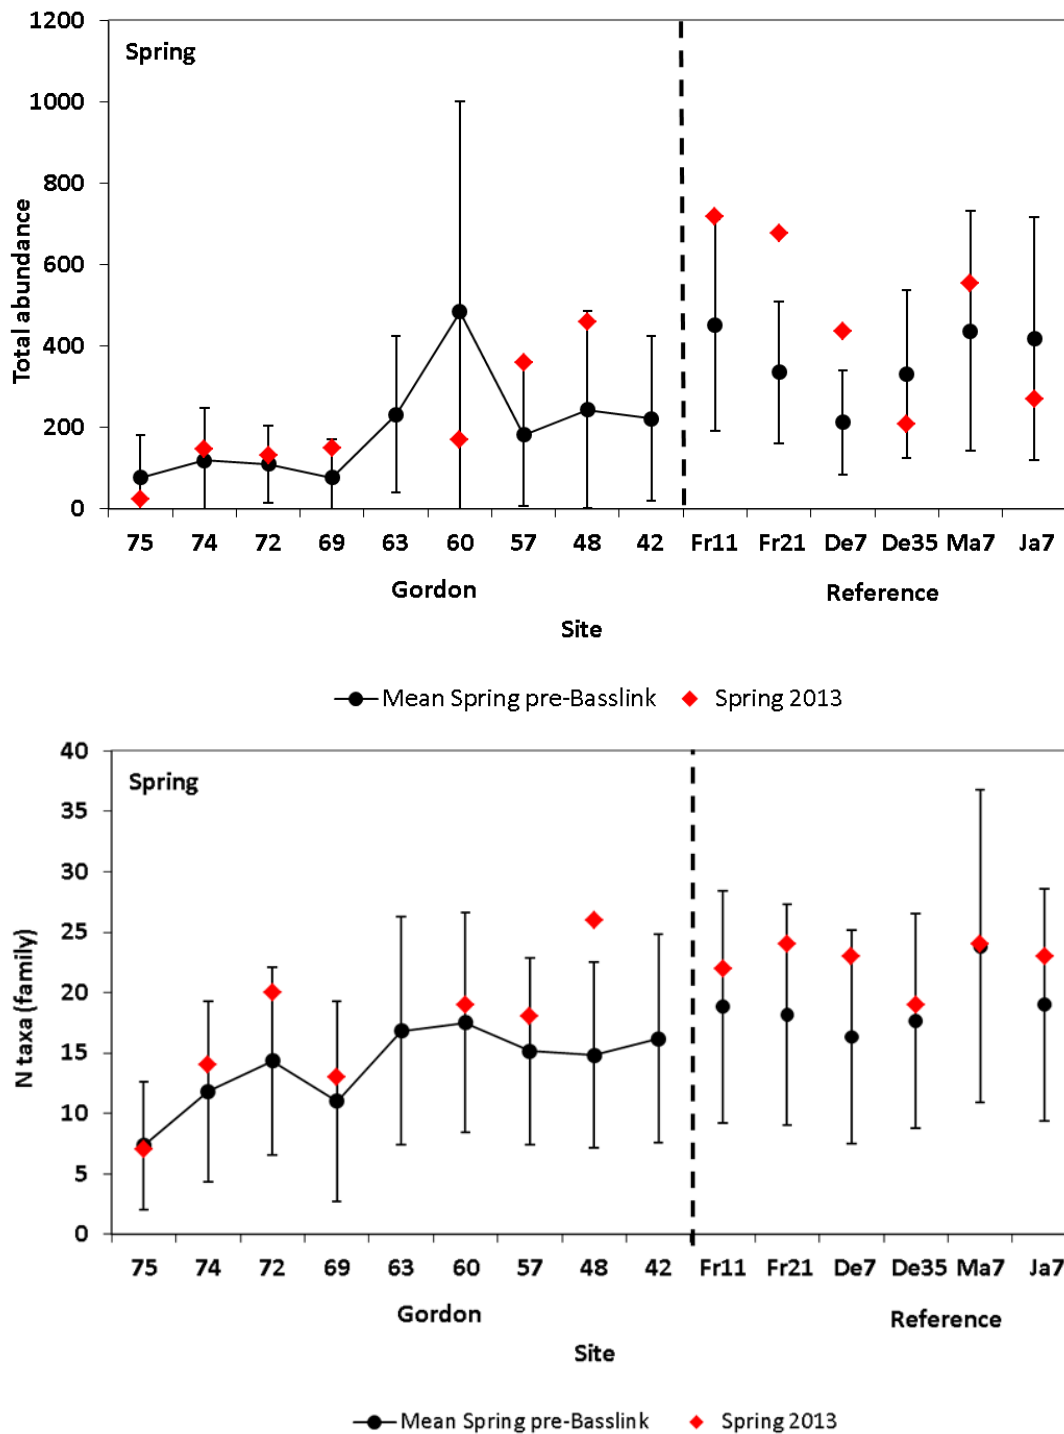 1200
Spring
1000
800
600
400
200
0
Total abundance
75 74 72 69 63 60 57 48 42 Fr11 Fr21 De7 De35 Ma7 Ja7
Gordon Reference
Site
Mean Spring pre-Basslink Spring 2013
40
Spring
35
30
25
20
15
10
5
0
N taxa (family)
75 74 72 69 63 60 57 48 42 Fr11 Fr21 De7 De35 Ma7 Ja7
Gordon Reference
Site
Mean Spring pre-Basslink Spring 2013